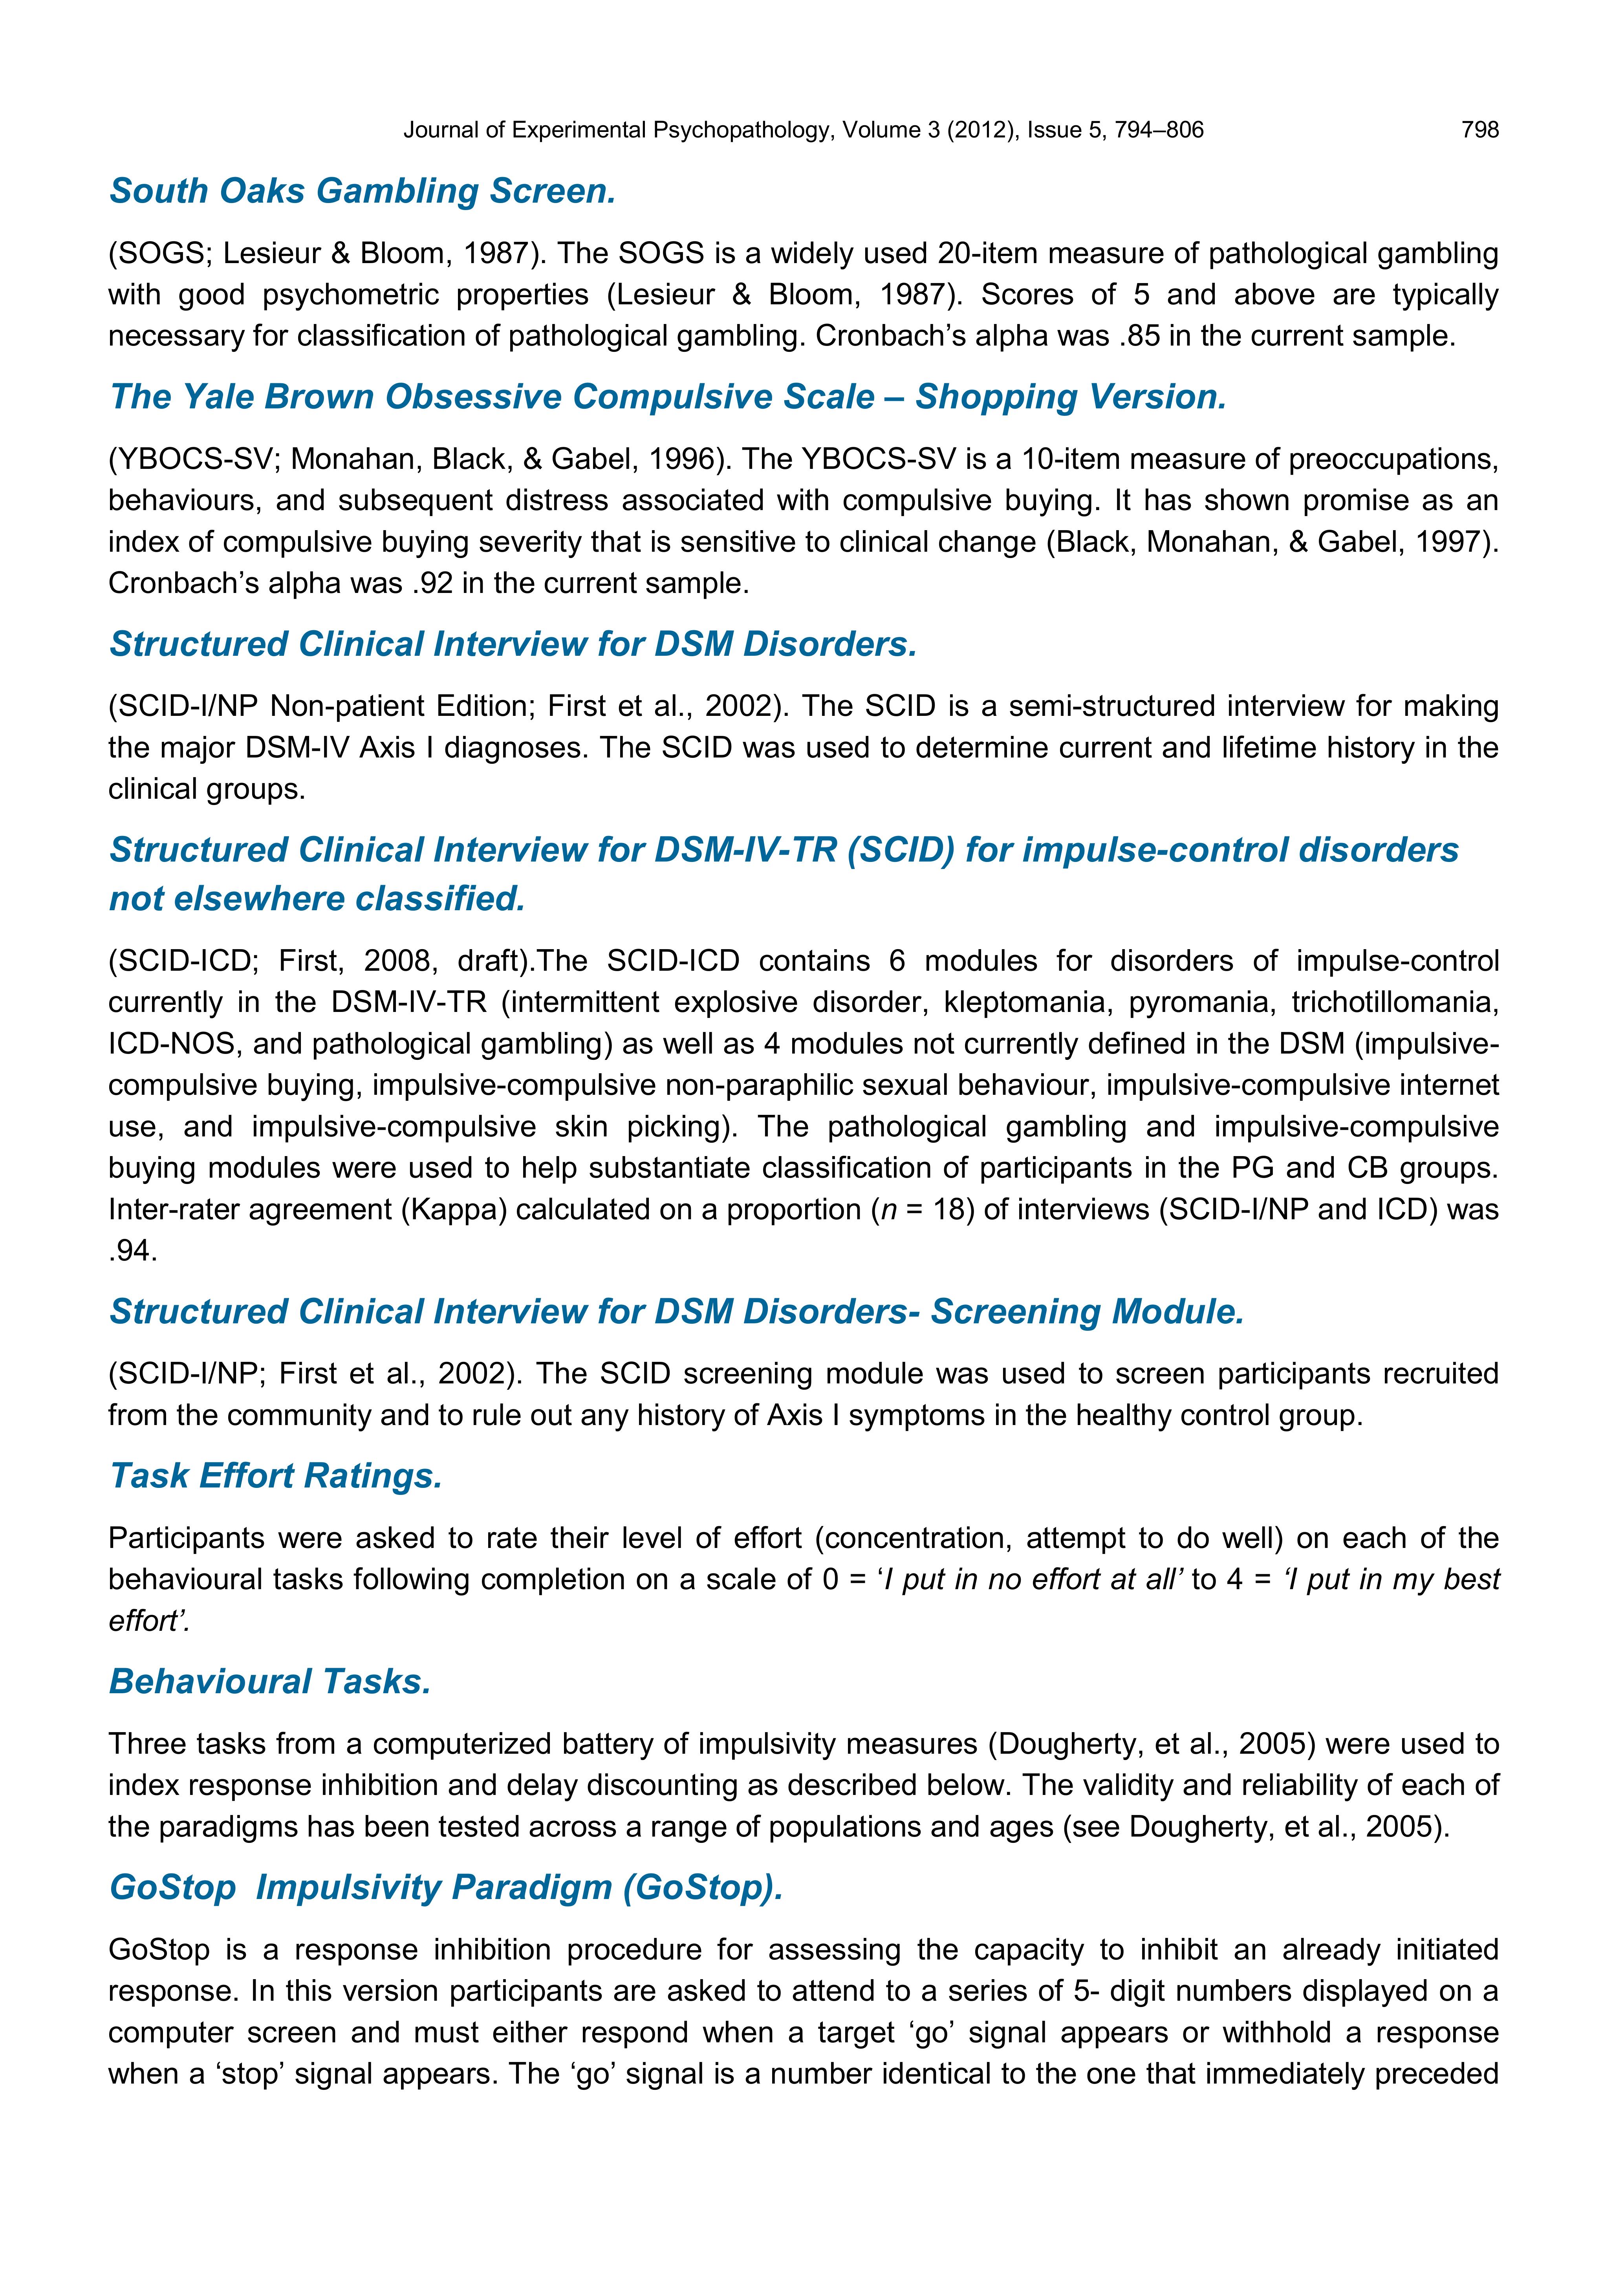 Journal of Experimental Psychopathology, Volume 3 (2012), Issue 5, 794–806 798
South Oaks Gambling Screen.
(SOGS; Lesieur & Bloom, 1987). The SOGS is a widely used 20-item measure of pathological gambling
with good psychometric properties (Lesieur & Bloom, 1987). Scores of 5 and above are typically
necessary for classification of pathological gambling. Cronbach’s alpha was .85 in the current sample.
The Yale Brown Obsessive Compulsive Scale – Shopping Version.
(YBOCS-SV; Monahan, Black, & Gabel, 1996). The YBOCS-SV is a 10-item measure of preoccupations,
behaviours, and subsequent distress associated with compulsive buying. It has shown promise as an
index of compulsive buying severity that is sensitive to clinical change (Black, Monahan, & Gabel, 1997).
Cronbach’s alpha was .92 in the current sample.
Structured Clinical Interview for DSM Disorders.
(SCID-I/NP Non-patient Edition; First et al., 2002). The SCID is a semi-structured interview for making
the major DSM-IV Axis I diagnoses. The SCID was used to determine current and lifetime history in the
clinical groups.
Structured Clinical Interview for DSM-IV-TR (SCID) for impulse-control disorders
not elsewhere classified.
(SCID-ICD; First, 2008, draft).The SCID-ICD contains 6 modules for disorders of impulse-control
currently in the DSM-IV-TR (intermittent explosive disorder, kleptomania, pyromania, trichotillomania,
ICD-NOS, and pathological gambling) as well as 4 modules not currently defined in the DSM (impulsive-
compulsive buying, impulsive-compulsive non-paraphilic sexual behaviour, impulsive-compulsive internet
use, and impulsive-compulsive skin picking). The pathological gambling and impulsive-compulsive
buying modules were used to help substantiate classification of participants in the PG and CB groups.
Inter-rater agreement (Kappa) calculated on a proportion (n = 18) of interviews (SCID-I/NP and ICD) was
.94.
Structured Clinical Interview for DSM Disorders- Screening Module.
(SCID-I/NP; First et al., 2002). The SCID screening module was used to screen participants recruited
from the community and to rule out any history of Axis I symptoms in the healthy control group.
Task Effort Ratings.
Participants were asked to rate their level of effort (concentration, attempt to do well) on each of the
behavioural tasks following completion on a scale of 0 = ‘I put in no effort at all’ to 4 = ‘I put in my best
effort’.
Behavioural Tasks.
Three tasks from a computerized battery of impulsivity measures (Dougherty, et al., 2005) were used to
index response inhibition and delay discounting as described below. The validity and reliability of each of
the paradigms has been tested across a range of populations and ages (see Dougherty, et al., 2005).
GoStop  Impulsivity Paradigm (GoStop).
GoStop is a response inhibition procedure for assessing the capacity to inhibit an already initiated
response. In this version participants are asked to attend to a series of 5- digit numbers displayed on a
computer screen and must either respond when a target ‘go’ signal appears or withhold a response
when a ‘stop’ signal appears. The ‘go’ signal is a number identical to the one that immediately preceded